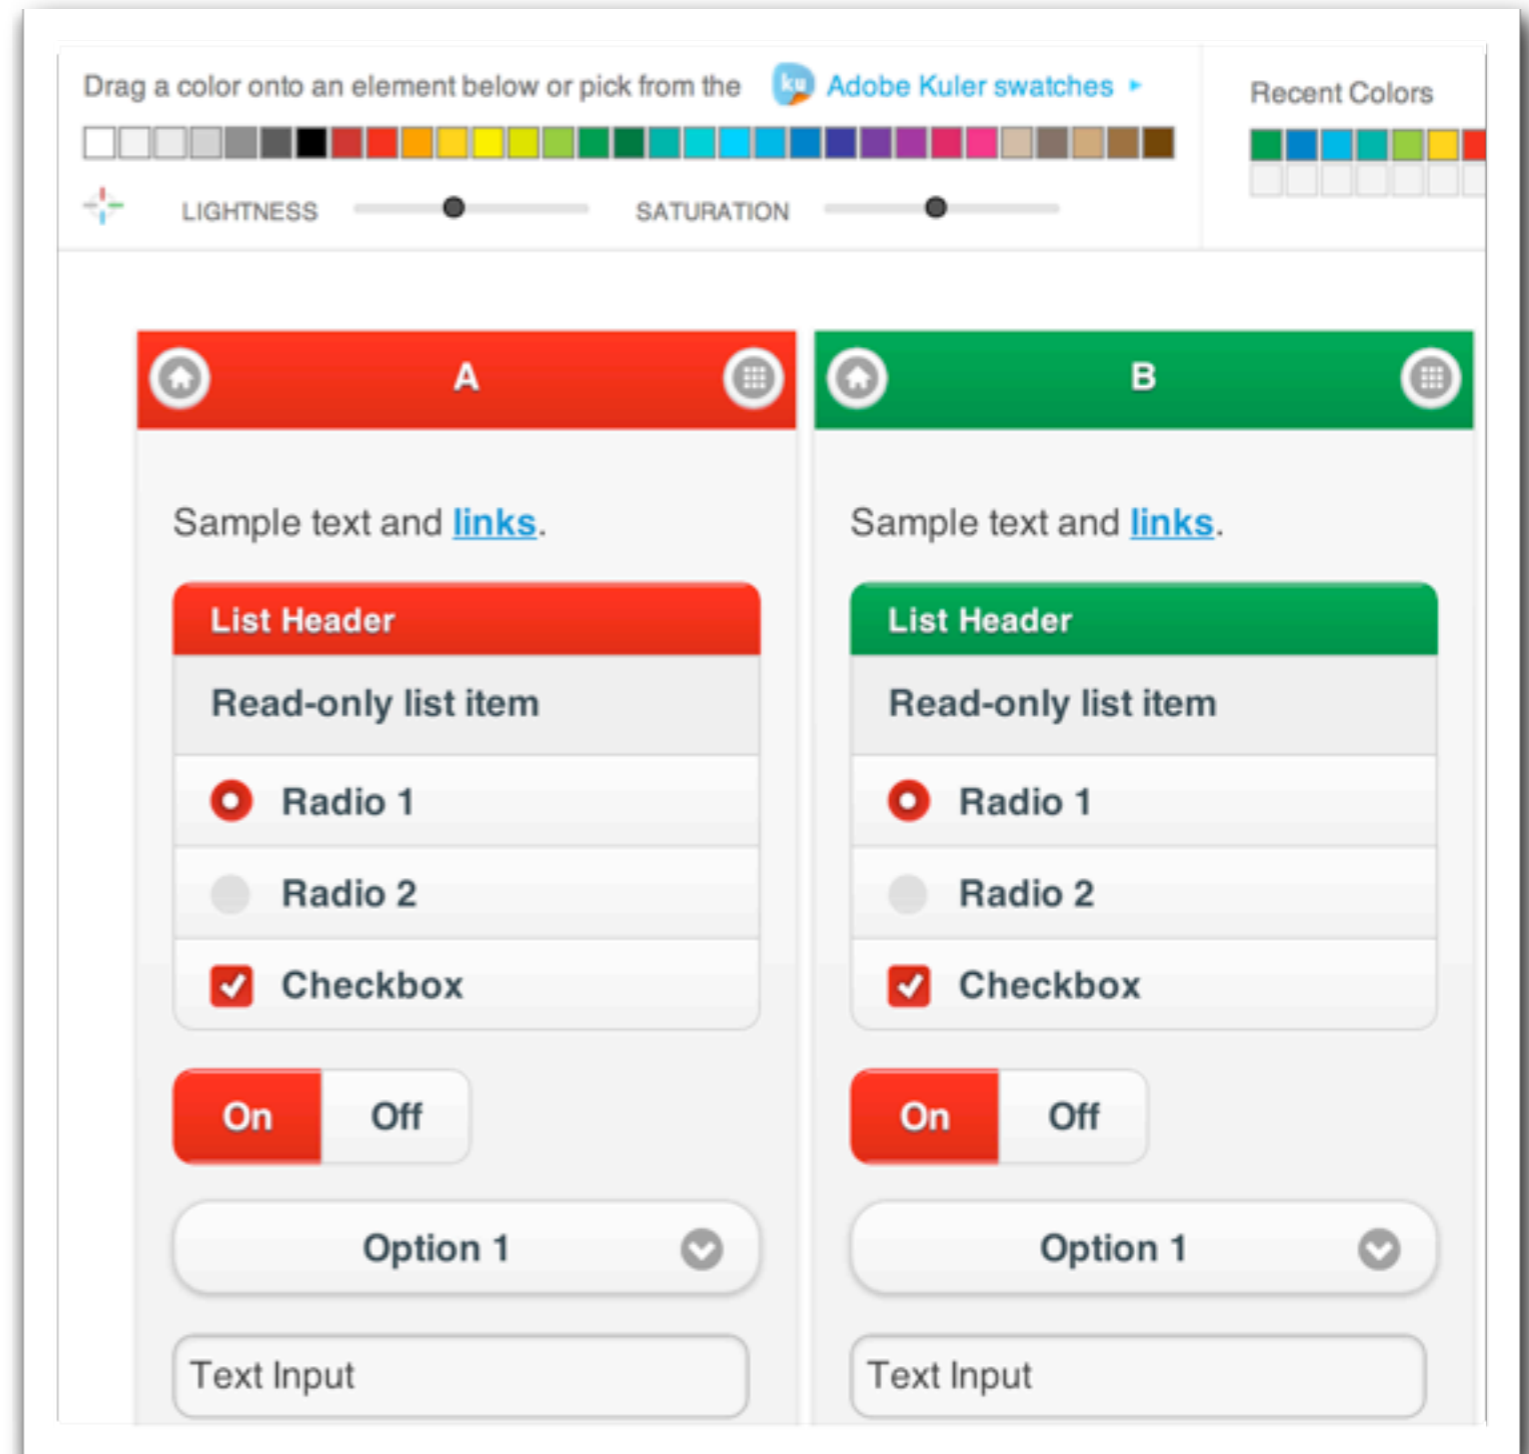 Drag a color onto an element below or pick from the ku Adobe Kuler swatches
Recent Colors
LIGHTNESS SATURATION
A
Sample text and links.
List Header
Read-only list item
Radio 1
Radio 2
Checkbox
On Off
Option 1
Text Input
B
Sample text and links.
List Header
Read-only list item
Radio 1
Radio 2
Checkbox
On Off
Option 1
Text Input